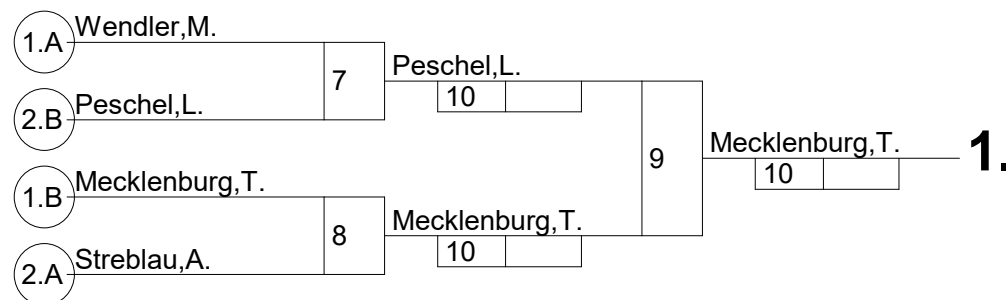 1.A Wendler,M.
7
Peschel,L.
10
2.B Peschel,L.
9
Mecklenburg,T.
1.
10
1.B Mecklenburg,T.
8
Mecklenburg,T.
10
2.A Streblau,A.